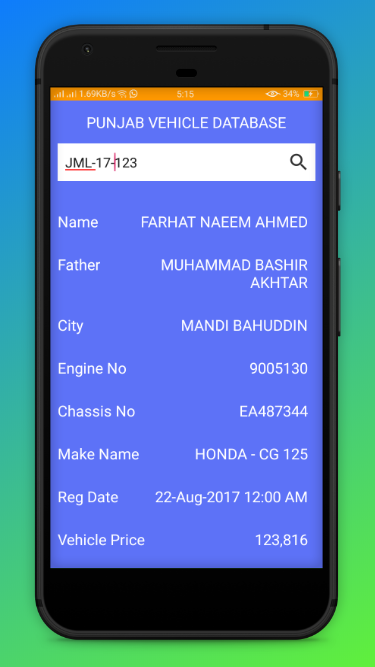 1.69KB/s 5:15 34%
PUNJAB VEHICLE DATABASE
JML-17-123
Name FARHAT NAEEM AHMED
Father MUHAMMAD BASHIR
AKHTAR
City MANDI BAHUDDIN
Engine No 9005130
Chassis No EA487344
Make Name HONDA - CG 125
Reg Date 22-Aug-2017 12:00 AM
Vehicle Price 123,816